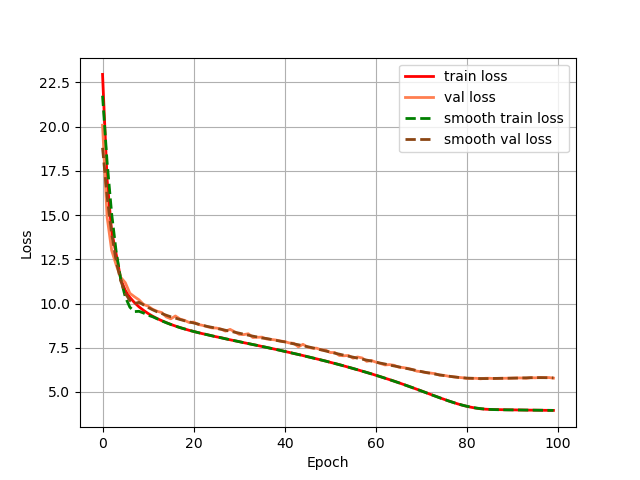 22.5
20.0
17.5
15.0
12.5
10.0
7.5
5.0
Loss
0 20 40 60 80 100
Epoch
train loss
val loss
smooth train loss
smooth val loss